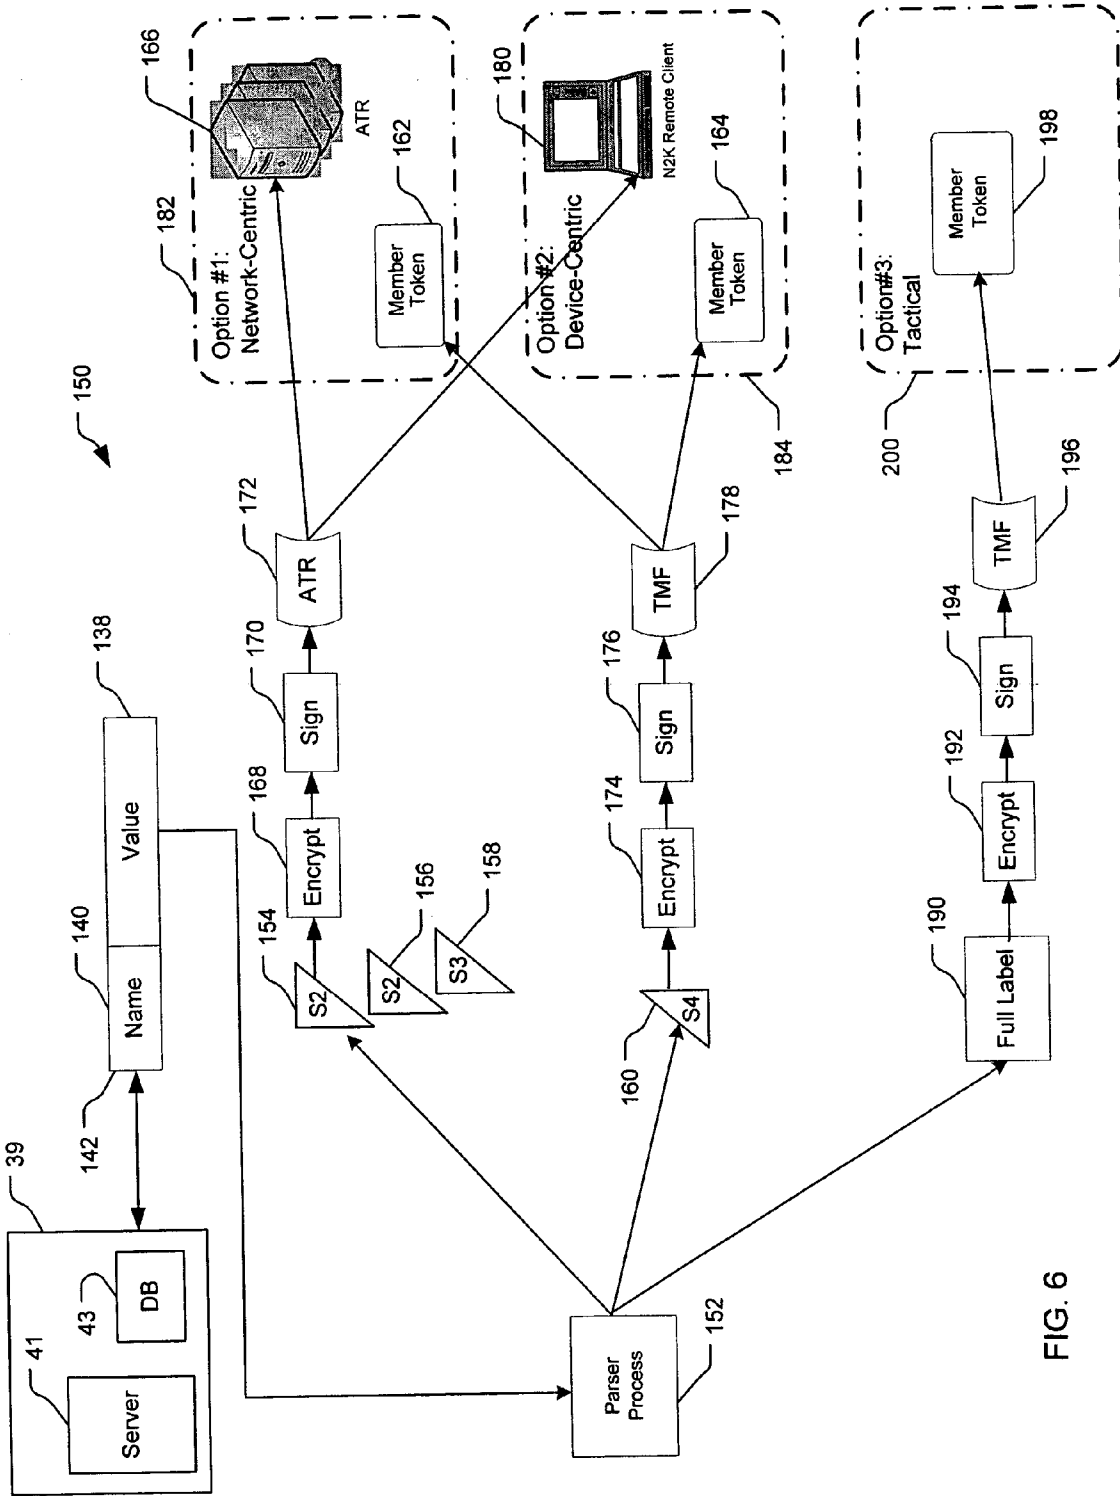 39
41
Server
43
DB
142
140
Name
138
Value
150
Parser
Process
152
154
S2
156
S2
158
S3
160
S4
168
Encrypt
170
Sign
172
ATR
174
Encrypt
176
Sign
178
TMF
190
Full Label
192
Encrypt
194
Sign
196
TMF
182
Option #1:
Network-Centric
166
ATR
162
Member
Token
184
Option #2:
Device-Centric
180
N2K Remote Client
164
Member
Token
200
Option#3:
Tactical
198
Member
Token
FIG. 6